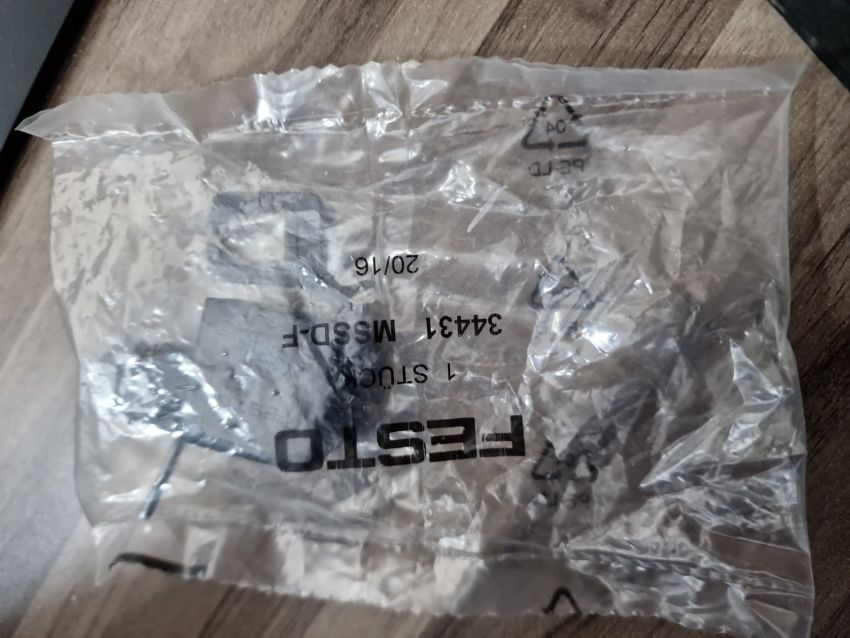 FESTO
1 STÜCK
34431 MSSD-F
20/16
04
PE-LD